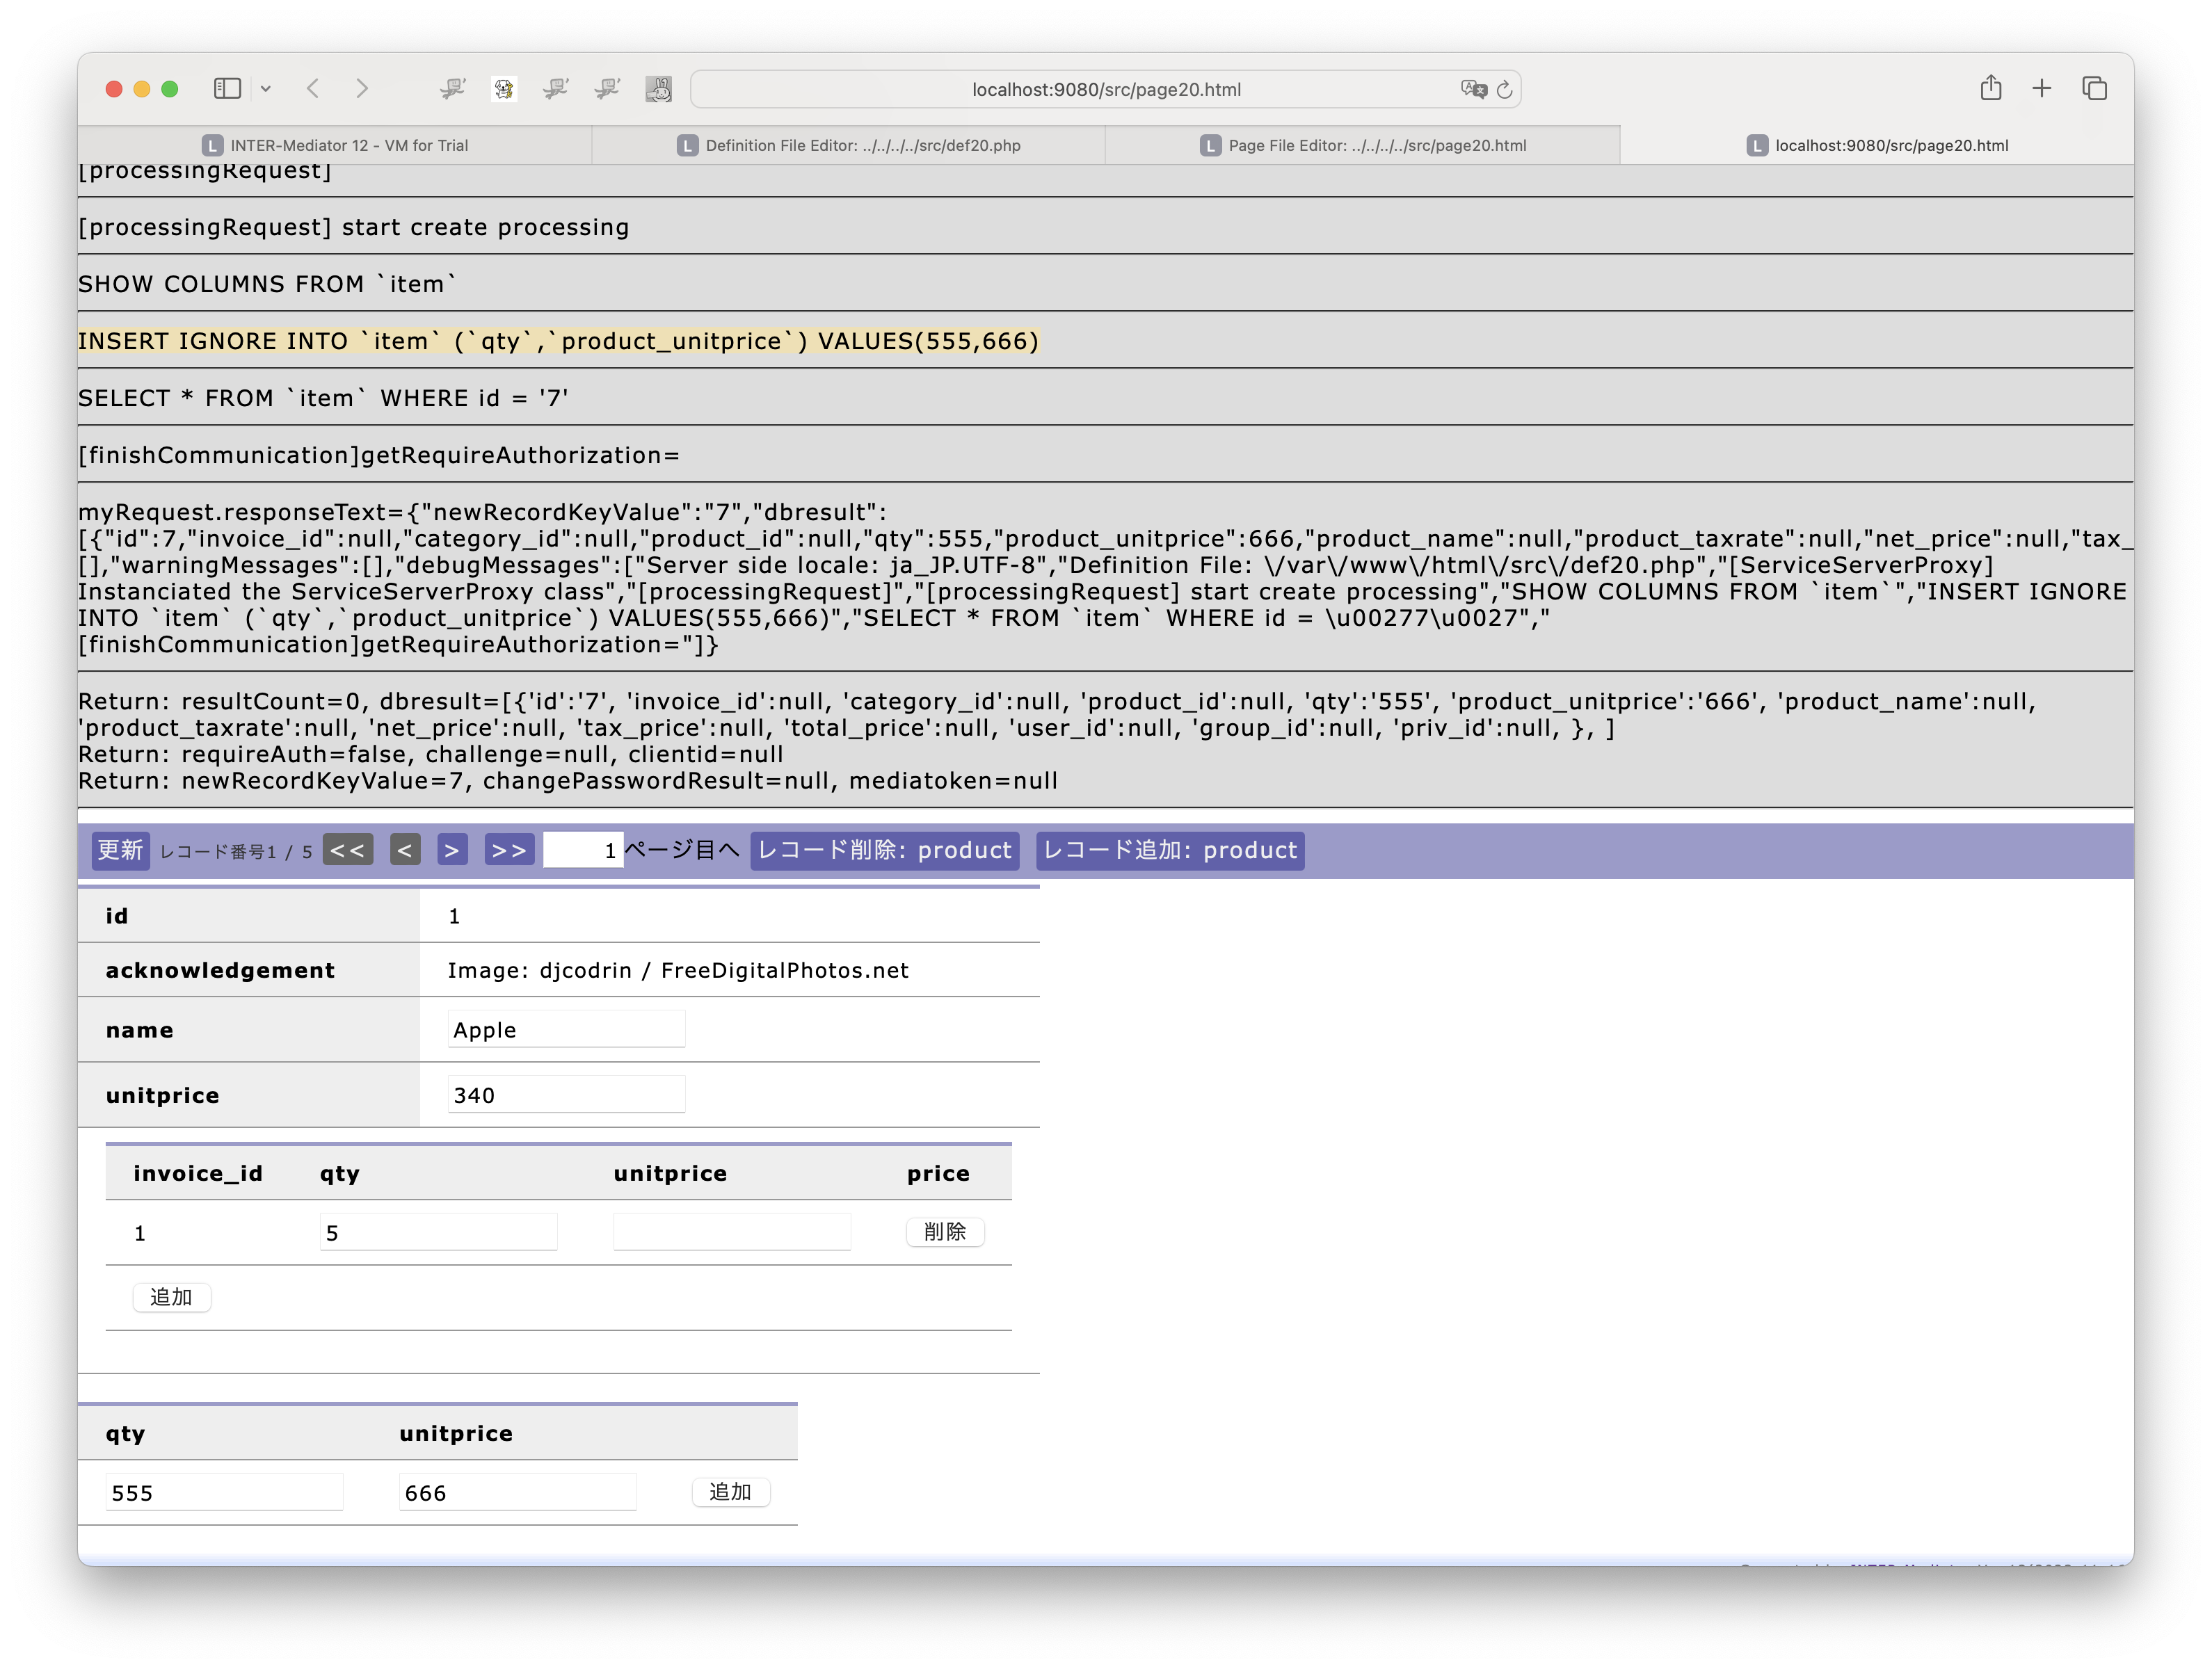 localhost:9080/src/page20.html
INTER-Mediator 12 - VM for Trial
Definition File Editor: ../../../../src/def20.php
Page File Editor: ../../../../src/page20.html
localhost:9080/src/page20.html
[processingRequest]
[processingRequest] start create processing
SHOW COLUMNS FROM `item`
INSERT IGNORE INTO `item` (`qty`,`product_unitprice`) VALUES(555,666)
SELECT * FROM `item` WHERE id = '7'
[finishCommunication]getRequireAuthorization=
myRequest.responseText={"newRecordKeyValue":"7","dbresult":
[{"id":7,"invoice_id":null,"category_id":null,"product_id":null,"qty":555,"product_unitprice":666,"product_name":null,"product_taxrate":null,"net_price":null,"tax_
[],"warningMessages":[],"debugMessages":["Server side locale: ja_JP.UTF-8","Definition File: \/var\/www\/html\/src\/def20.php","[ServiceServerProxy]
Instanciated the ServiceServerProxy class","[processingRequest]","[processingRequest] start create processing","SHOW COLUMNS FROM `item`","INSERT IGNORE
INTO `item` (`qty`,`product_unitprice`) VALUES(555,666)","SELECT * FROM `item` WHERE id = \u00277\u0027","
[finishCommunication]getRequireAuthorization="]}
Return: resultCount=0, dbresult=[{'id':'7', 'invoice_id':null, 'category_id':null, 'product_id':null, 'qty':'555', 'product_unitprice':'666', 'product_name':null,
'product_taxrate':null, 'net_price':null, 'tax_price':null, 'total_price':null, 'user_id':null, 'group_id':null, 'priv_id':null, }, ]
Return: requireAuth=false, challenge=null, clientid=null
Return: newRecordKeyValue=7, changePasswordResult=null, mediatoken=null
更新 レコード番号1 / 5 << < > >> 1 ページ目へ レコード削除: product レコード追加: product
id 1
acknowledgement Image: djcodrin / FreeDigitalPhotos.net
name Apple
unitprice 340
invoice_id qty unitprice price
1 5 削除
追加
qty unitprice
555 666 追加